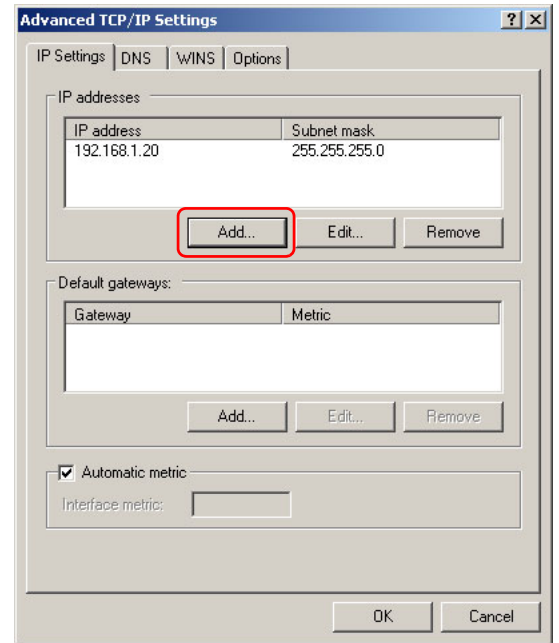 Advanced TCP/IP Settings
IP Settings DNS WINS Options
IP addresses
IP address Subnet mask
192.168.1.20 255.255.255.0
Add... Edit... Remove
Default gateways:
Gateway Metric
Add... Edit... Remove
Automatic metric
Interface metric:
OK Cancel